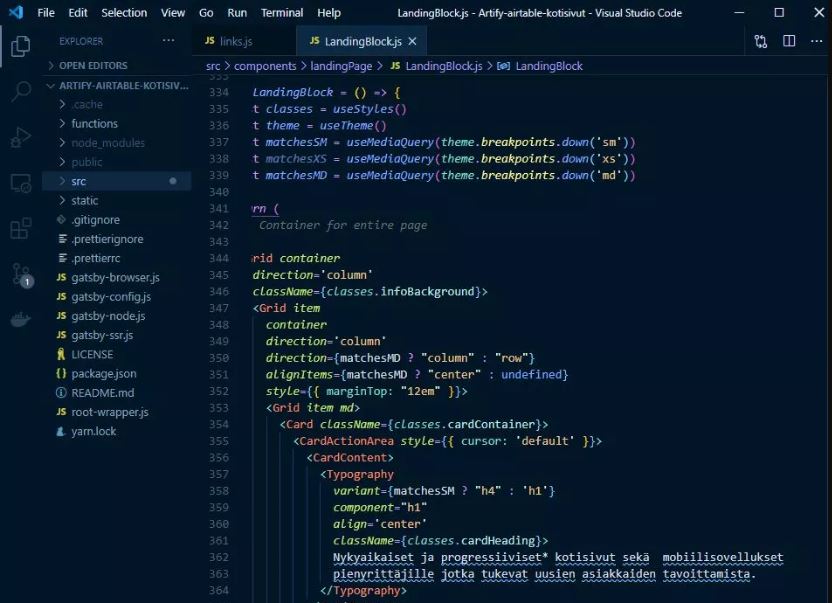 File Edit Selection View Go Run Terminal Help LandingBlock.js - Artify-airtable-kotisivut - Visual Studio Code
EXPLORER ...
JS links.js
JS LandingBlock.js
OPEN EDITORS
src > components > landingPage > JS LandingBlock.js > LandingBlock
ARTIFY-AIRTABLE-KOTISIV...
.cache
functions
node_modules
public
src
static
.gitignore
.prettierignore
.prettierrc
JS gatsby-browser.js
JS gatsby-config.js
JS gatsby-node.js
JS gatsby-ssr.js
LICENSE
{} package.json
README.md
JS root-wrapper.js
yarn.lock
1
333
334 LandingBlock = () => {
335 t classes = useStyles()
336 t theme = useTheme()
337 t matchesSM = useMediaQuery(theme.breakpoints.down('sm'))
338 t matchesXS = useMediaQuery(theme.breakpoints.down('xs'))
339 t matchesMD = useMediaQuery(theme.breakpoints.down('md'))
340
341 rn (
342 Container for entire page
343
344 rid container
345 direction='column'
346 className={classes.infoBackground}>
347 <Grid item
348 container
349 direction='column'
350 direction={matchesMD ? "column" : "row"}
351 alignItems={matchesMD ? "center" : undefined}
352 style={{ marginTop: "12em" }}>
353 <Grid item md>
354 <Card className={classes.cardContainer}>
355 <CardActionArea style={{ cursor: 'default' }}>
356 <CardContent>
357 <Typography
358 variant={matchesSM ? "h4" : 'h1'}
359 component="h1"
360 align='center'
361 className={classes.cardHeading}>
362 Nykyaikaiset ja progressiiviset* kotisivut sekä mobiilisovellukset
363 pienyrittäjille jotka tukevat uusien asiakkaiden tavoittamista.
364 </Typography>